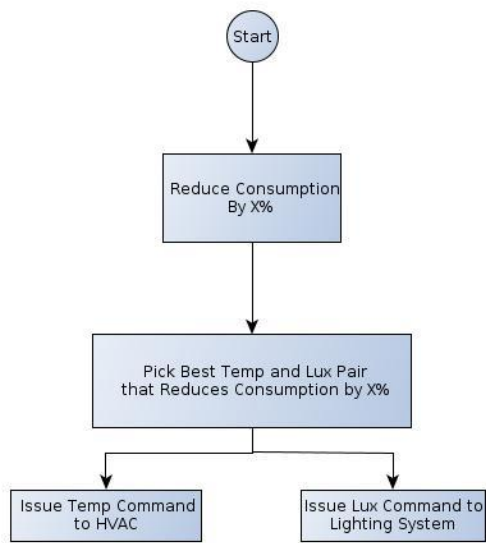 Start
Reduce Consumption
By X%
Pick Best Temp and Lux Pair
that Reduces Consumption by X%
Issue Temp Command
to HVAC
Issue Lux Command to
Lighting System